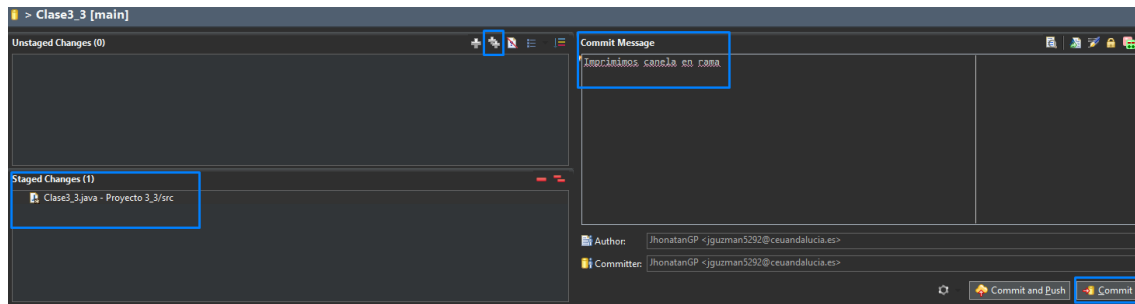 > Clase3_3 [main]
Unstaged Changes (0)
Staged Changes (1)
Clase3_3.java - Proyecto 3_3/src
Commit Message
Imprimimos canela en rama
Author: JhonatanGP <jguzman5292@ceuandalucia.es>
Committer: JhonatanGP <jguzman5292@ceuandalucia.es>
Commit and Push Commit